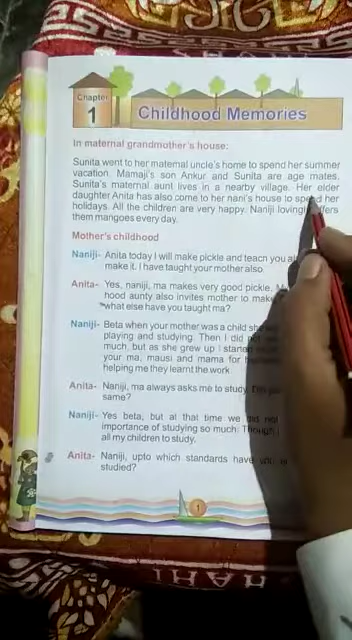 Chapter
1
Childhood Memories
In maternal grandmother's house:
Sunita went to her maternal uncle's home to spend her summer
vacation. Mamaji's son Ankur and Sunita are age mates.
Sunita's maternal aunt lives in a nearby village. Her elder
daughter Anita has also come to her nani's house to spend her
holidays. All the children are very happy. Naniji
them mangoes every day.
Mother's childhood
Naniji- Anita today I will make pickle and teach you
make it. I have taught your mother also.
Anita- Yes, naniji, ma makes very good pickle.
hood aunty also invites mother to make
what else have you taught ma?
Naniji- Beta when your mother was a child
playing and studying. Then I did
much, but as she grew up I started
your ma, mausi and mama for
helping me they learnt the work.
Anita- Naniji, ma always asks me to study.
same?
Naniji- Yes beta, but at that time we did not
importance of studying so much.
all my children to study.
Anita- Naniji, upto which standards have
studied?
1